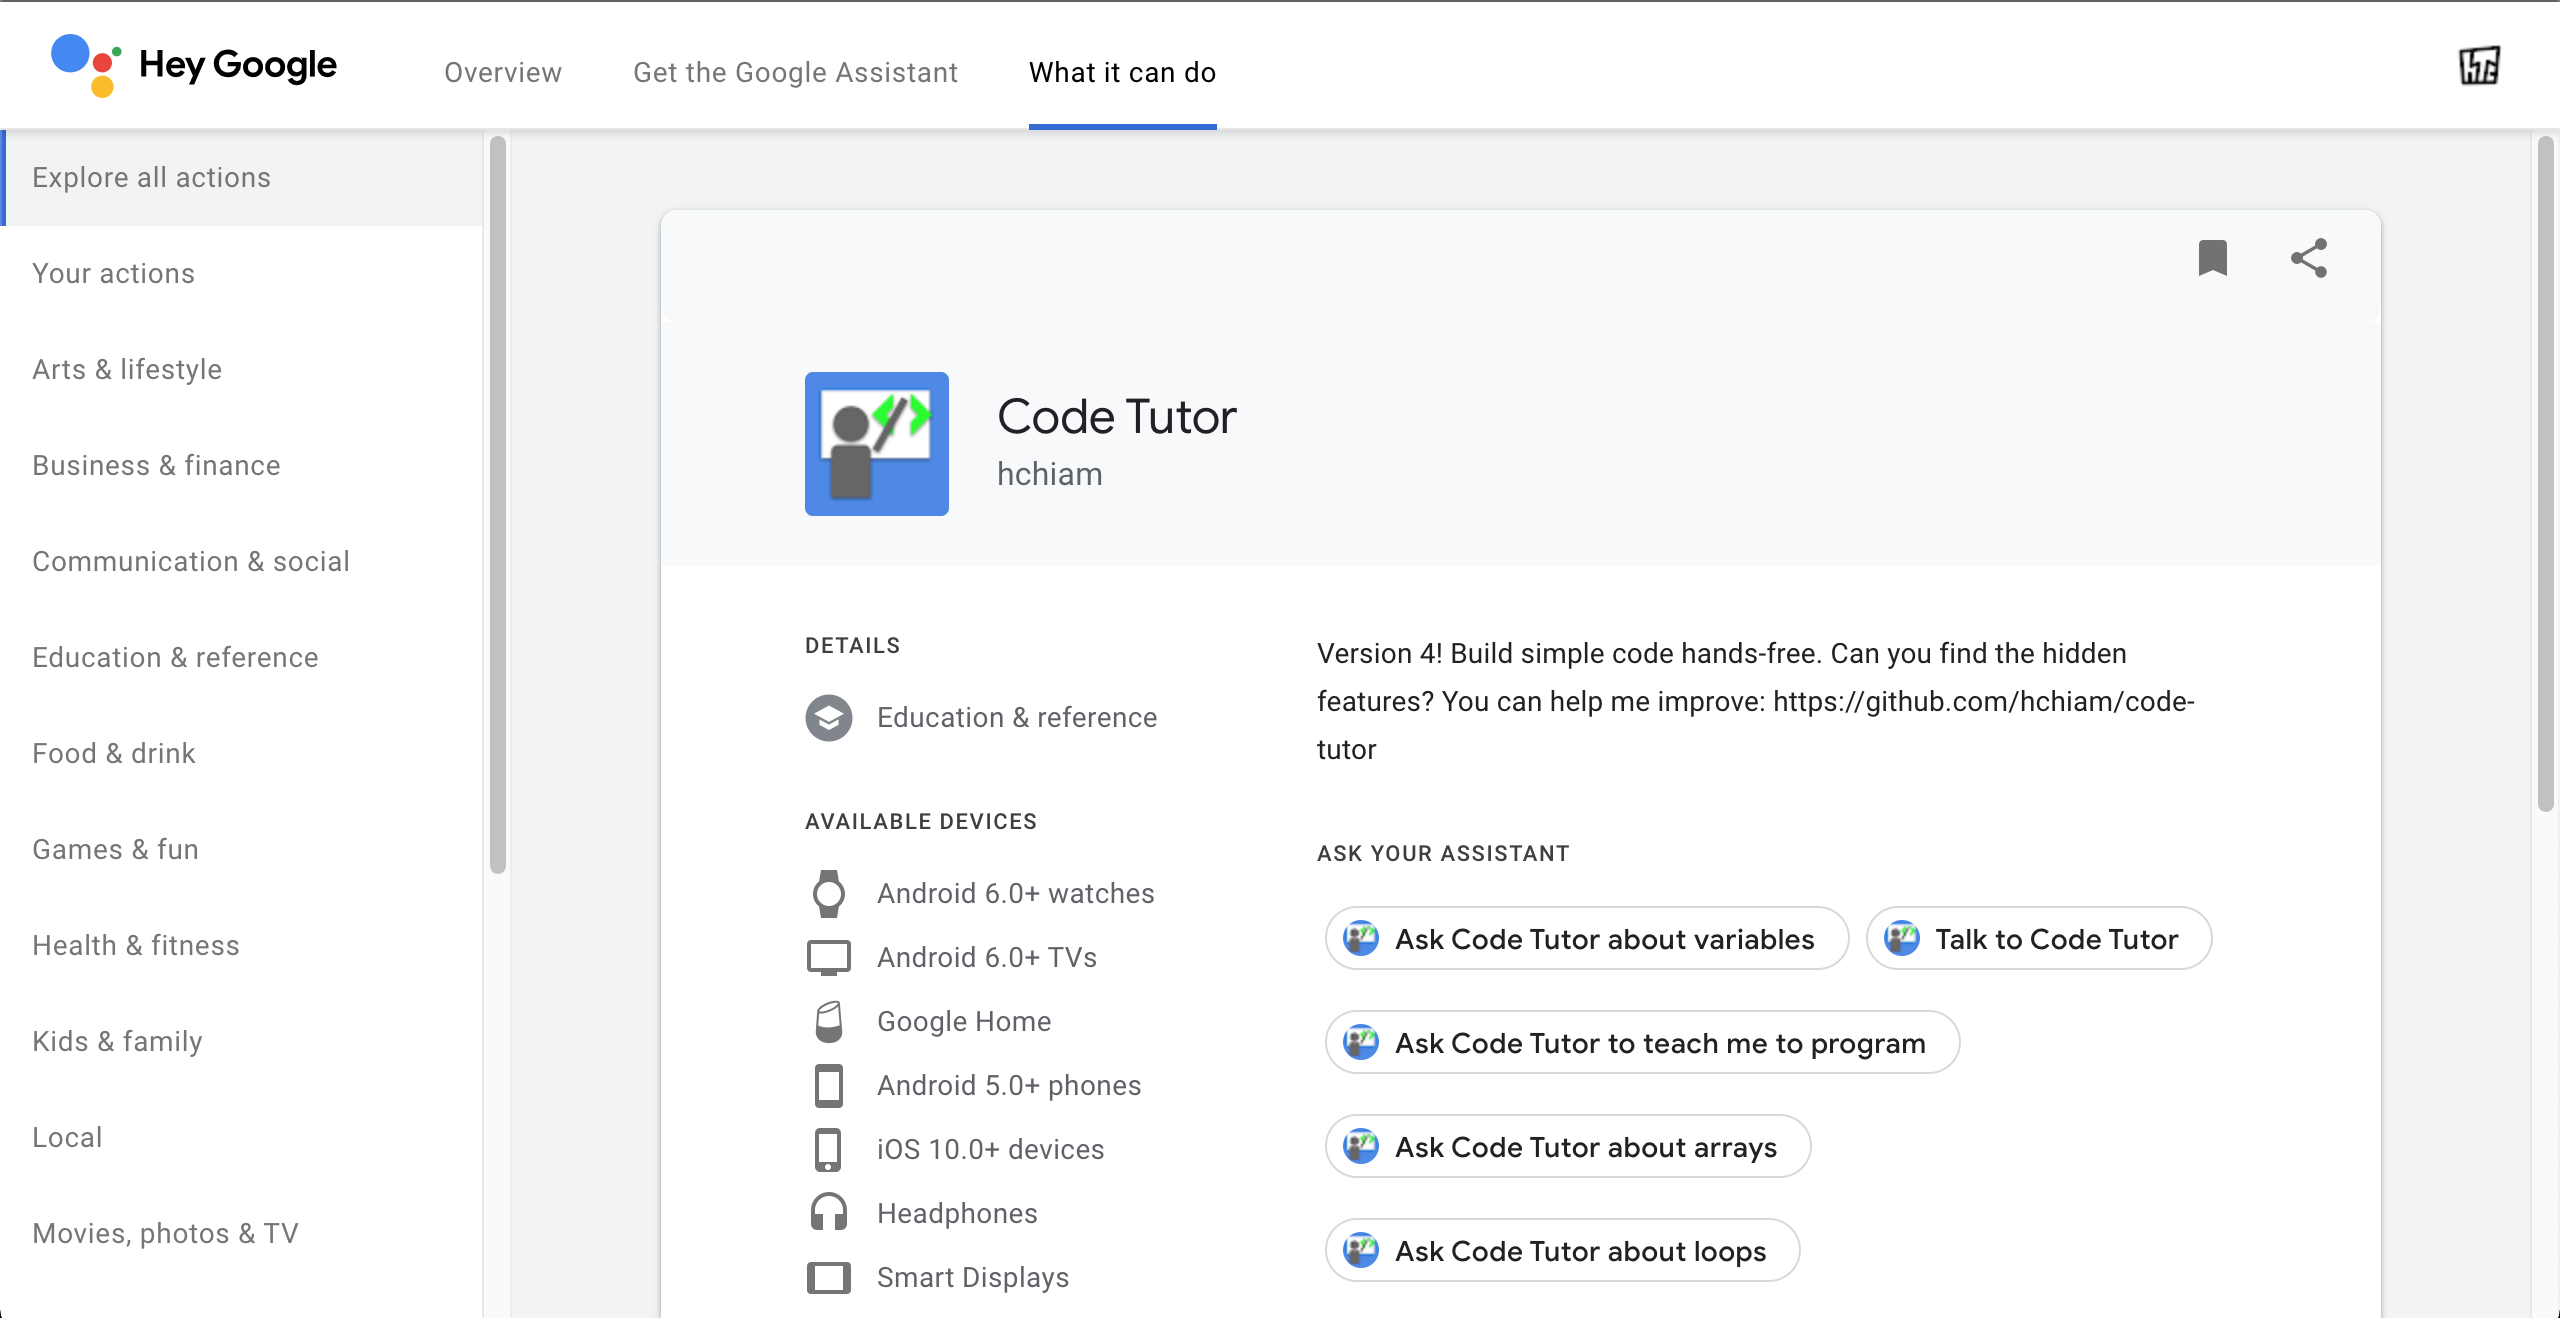 Hey Google
Overview
Get the Google Assistant
What it can do
Explore all actions
Your actions
Arts & lifestyle
Business & finance
Communication & social
Education & reference
Food & drink
Games & fun
Health & fitness
Kids & family
Local
Movies, photos & TV
Code Tutor
hchiam
DETAILS
Education & reference
AVAILABLE DEVICES
Android 6.0+ watches
Android 6.0+ TVs
Google Home
Android 5.0+ phones
iOS 10.0+ devices
Headphones
Smart Displays
Version 4! Build simple code hands-free. Can you find the hidden
features? You can help me improve: https://github.com/hchiam/code-
tutor
ASK YOUR ASSISTANT
Ask Code Tutor about variables
Talk to Code Tutor
Ask Code Tutor to teach me to program
Ask Code Tutor about arrays
Ask Code Tutor about loops